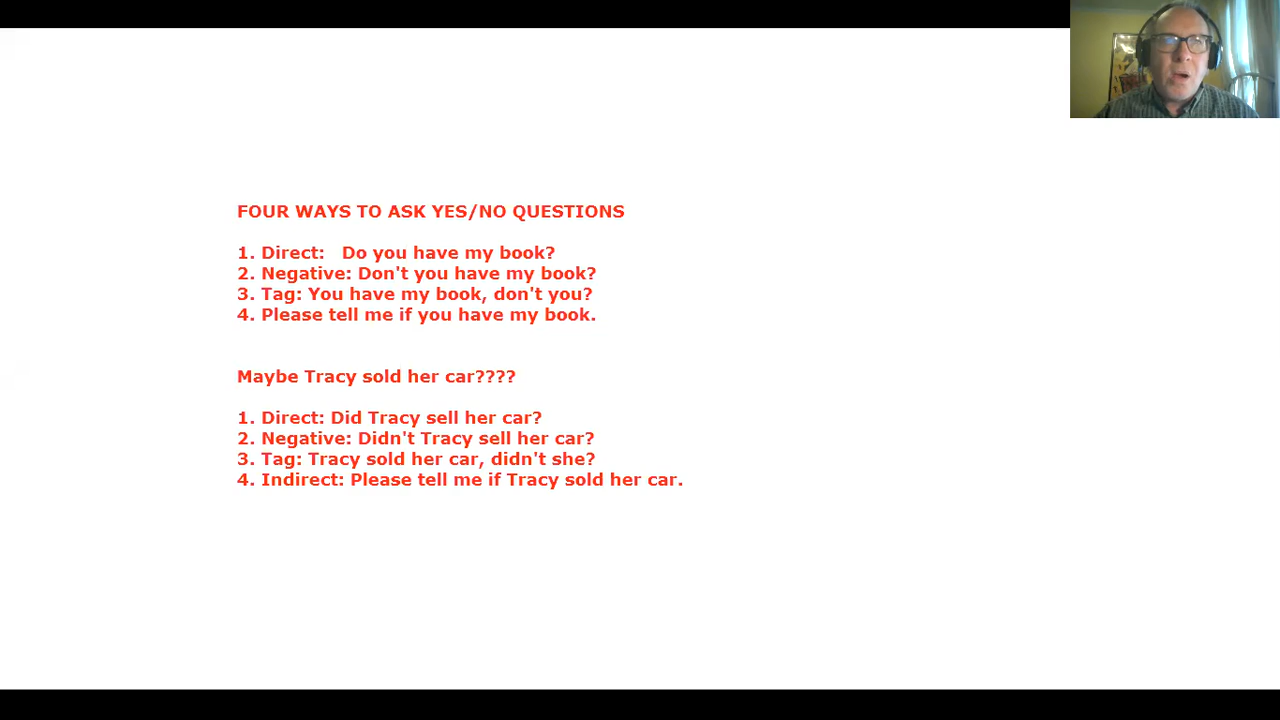 FOUR WAYS TO ASK YES/NO QUESTIONS
1. Direct: Do you have my book?
2. Negative: Don't you have my book?
3. Tag: You have my book, don't you?
4. Please tell me if you have my book.
Maybe Tracy sold her car????
1. Direct: Did Tracy sell her car?
2. Negative: Didn't Tracy sell her car?
3. Tag: Tracy sold her car, didn't she?
4. Indirect: Please tell me if Tracy sold her car.